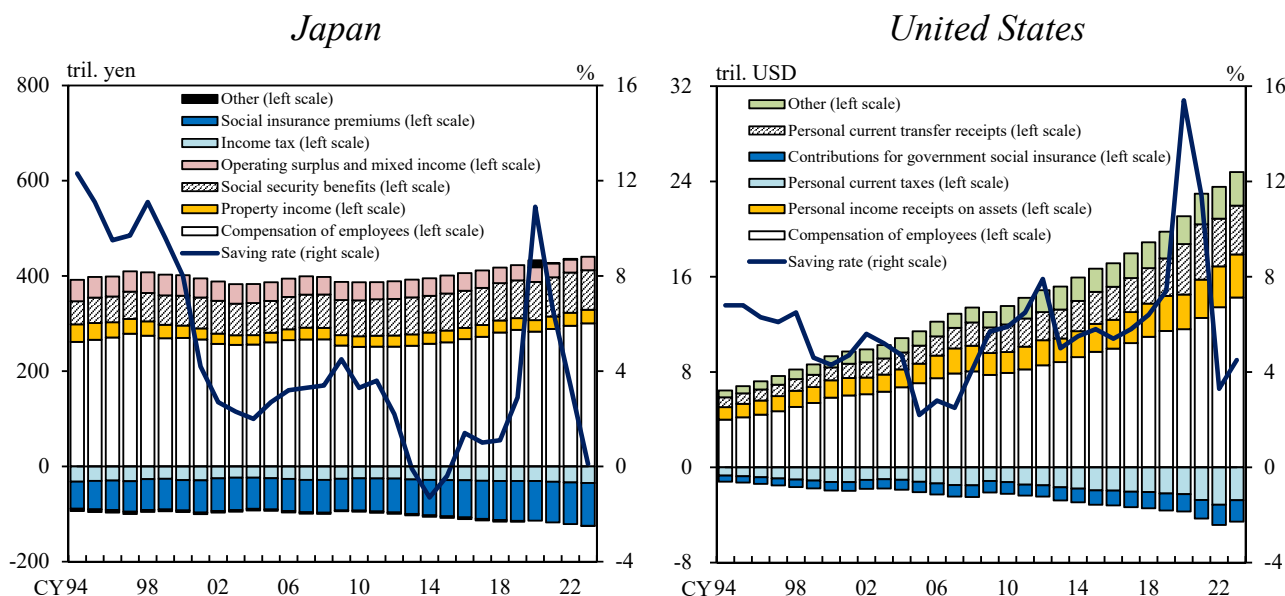 Japan
tril. yen
%
800
600
400
200
0
-200
16
12
8
4
0
-4
Other (left scale)
Social insurance premiums (left scale)
Income tax (left scale)
Operating surplus and mixed income (left scale)
Social security benefits (left scale)
Property income (left scale)
Compensation of employees (left scale)
Saving rate (right scale)
CY94 98 02 06 10 14 18 22
United States
tril. USD
%
32
24
16
8
0
-8
16
12
8
4
0
-4
Other (left scale)
Personal current transfer receipts (left scale)
Contributions for government social insurance (left scale)
Personal current taxes (left scale)
Personal income receipts on assets (left scale)
Compensation of employees (left scale)
Saving rate (right scale)
CY94 98 02 06 10 14 18 22